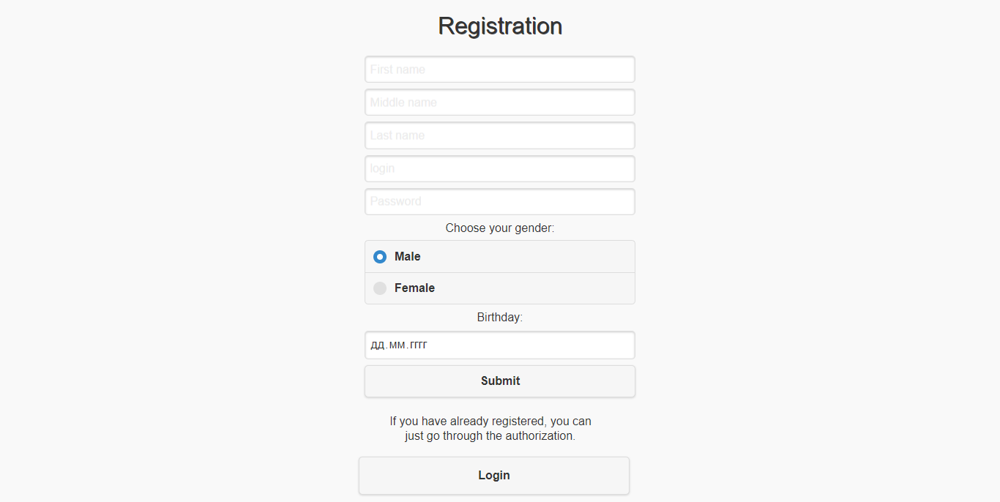 Registration
First name
Middle name
Last name
login
Password
Choose your gender:
Male
Female
Birthday:
дд.мм.гггг
Submit
If you have already registered, you can
just go through the authorization.
Login